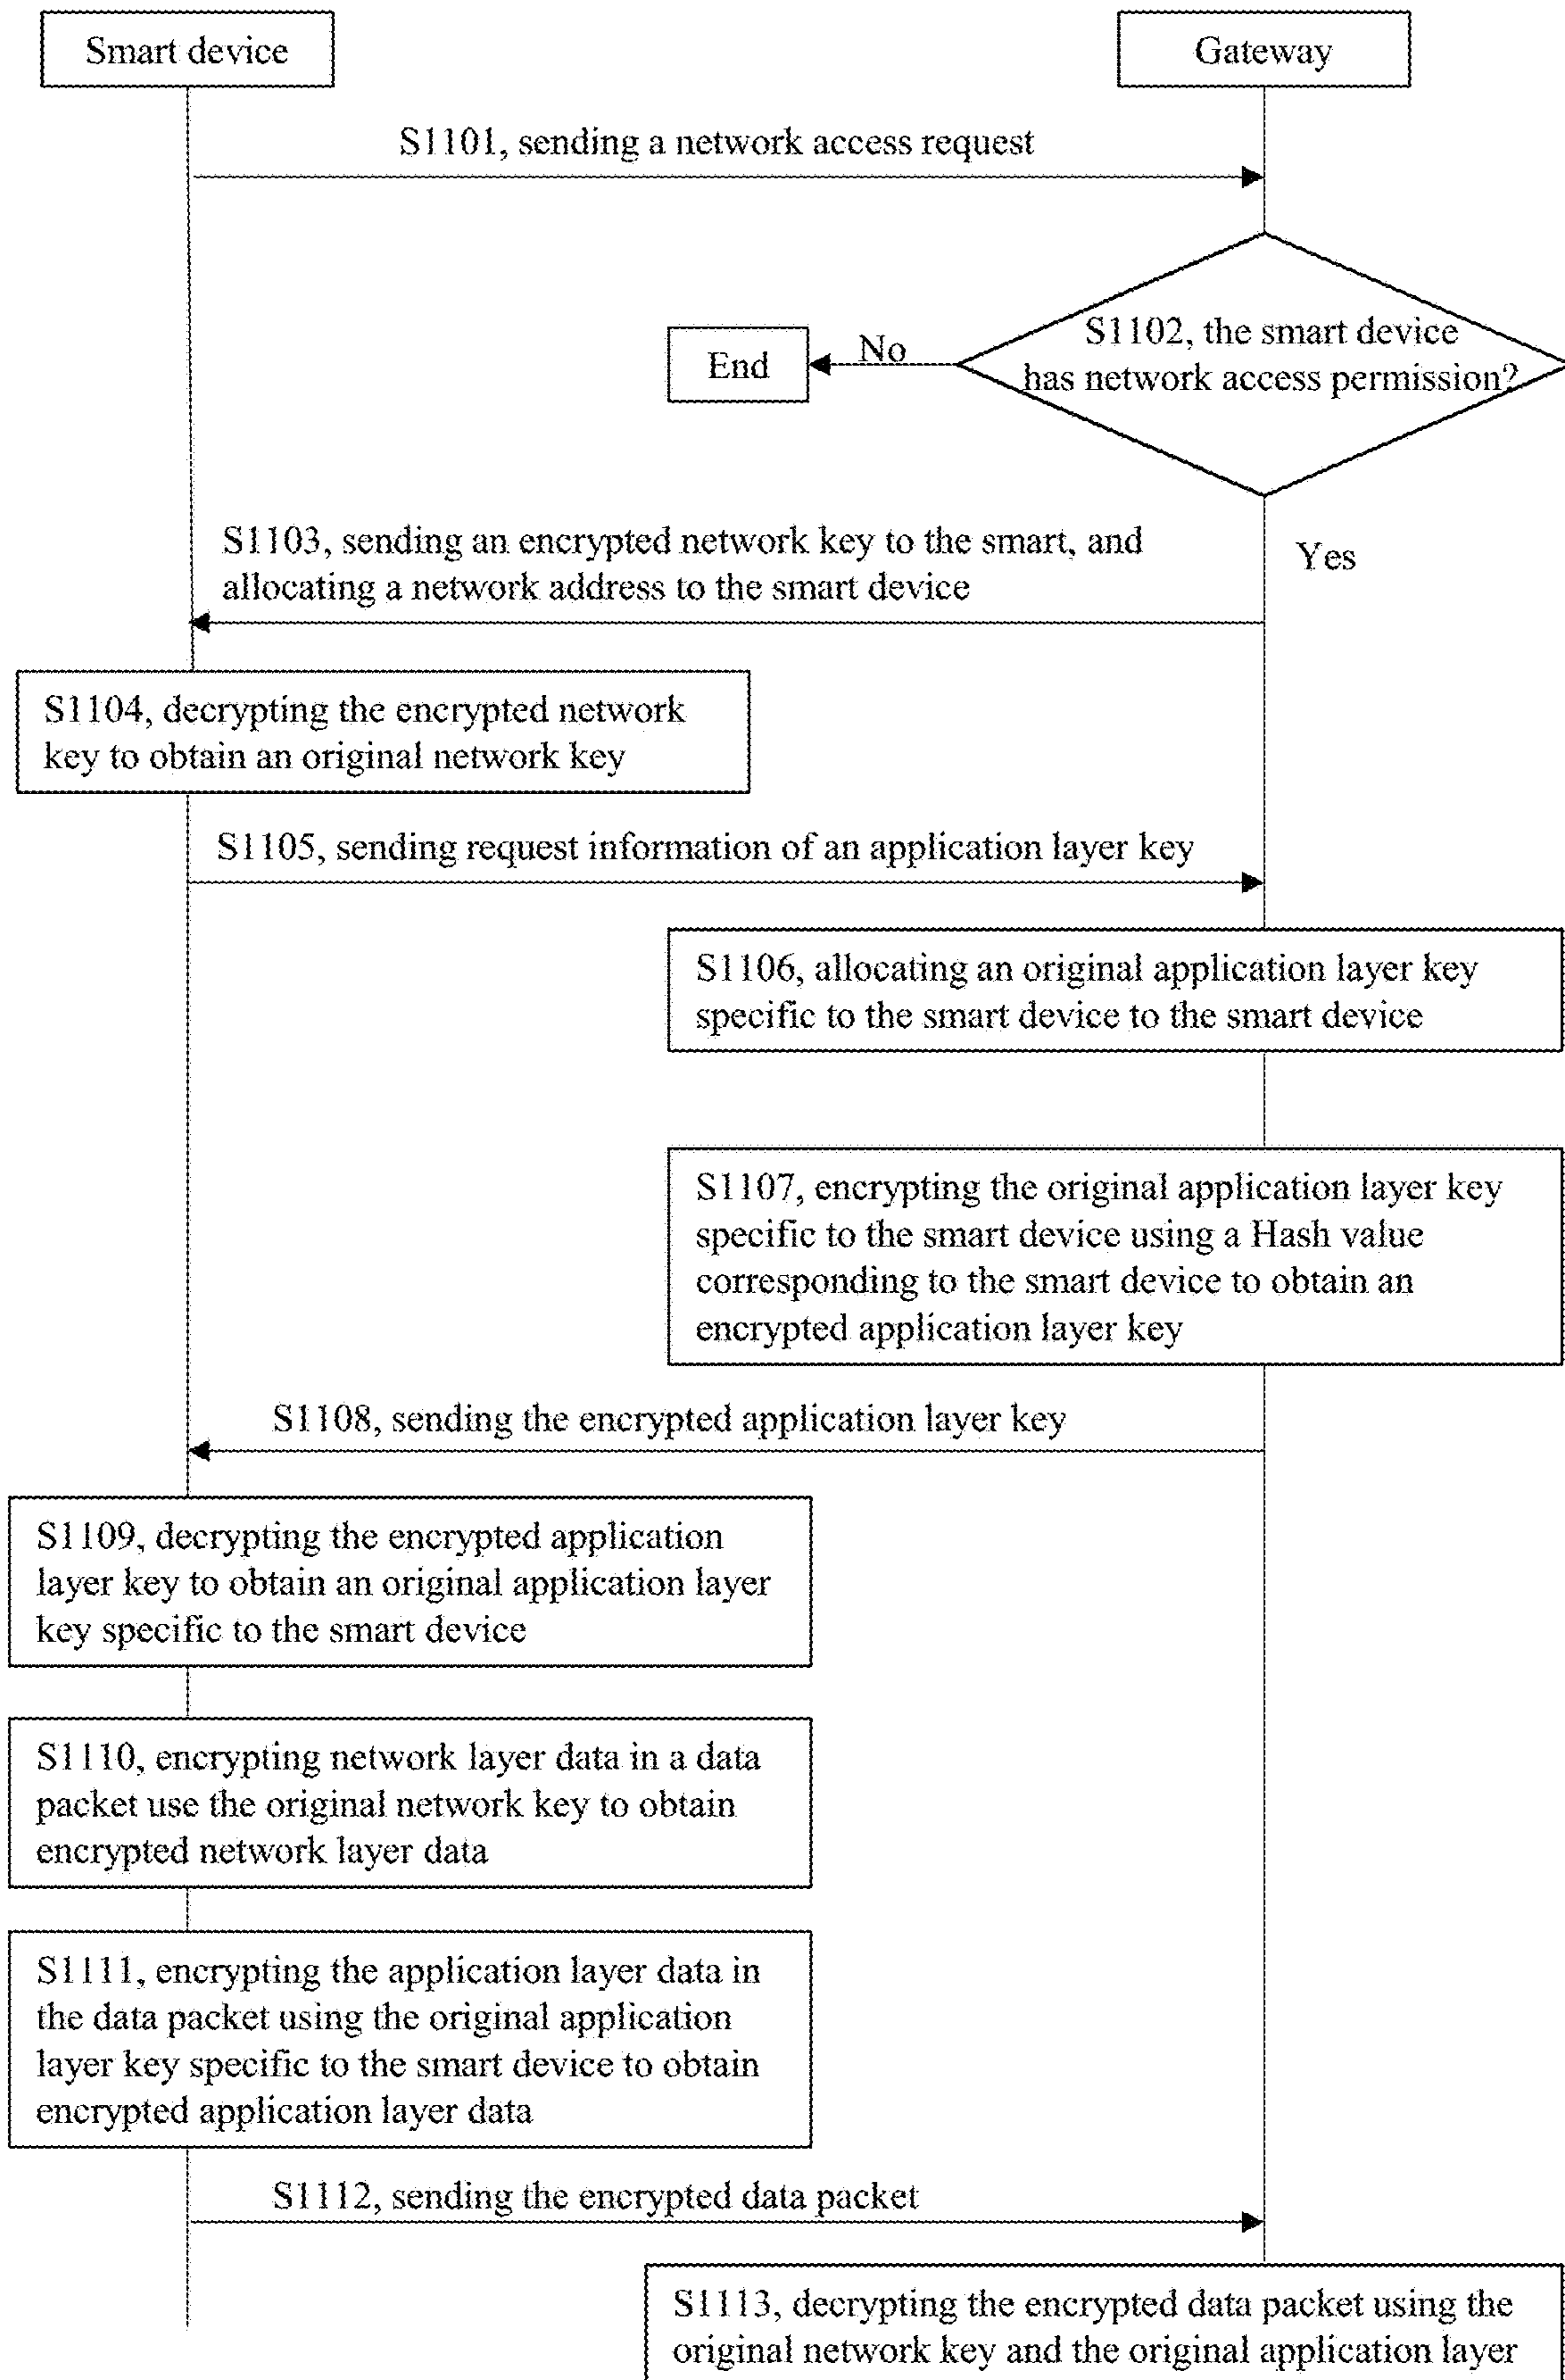 Smart device
Gateway
S1101, sending a network access request
S1102, the smart device
has network access permission?
No
End
S1103, sending an encrypted network key to the smart, and
allocating a network address to the smart device
Yes
S1104, decrypting the encrypted network
key to obtain an original network key
S1105, sending request information of an application layer key
S1106, allocating an original application layer key
specific to the smart device to the smart device
S1107, encrypting the original application layer key
specific to the smart device using a Hash value
corresponding to the smart device to obtain an
encrypted application layer key
S1108, sending the encrypted application layer key
S1109, decrypting the encrypted application
layer key to obtain an original application layer
key specific to the smart device
S1110, encrypting network layer data in a data
packet use the original network key to obtain
encrypted network layer data
S1111, encrypting the application layer data in
the data packet using the original application
layer key specific to the smart device to obtain
encrypted application layer data
S1112, sending the encrypted data packet
S1113, decrypting the encrypted data packet using the
original network key and the original application layer